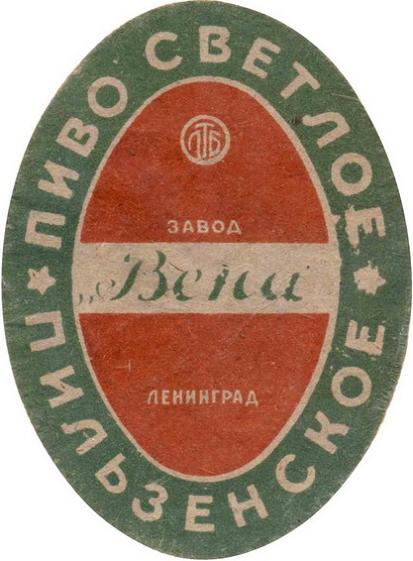 ПИВО СВЕТЛОЕ
ЛТБ
ЗАВОД
„Вена
ЛЕНИНГРАД
ПИЛЬЗЕНСКОЕ